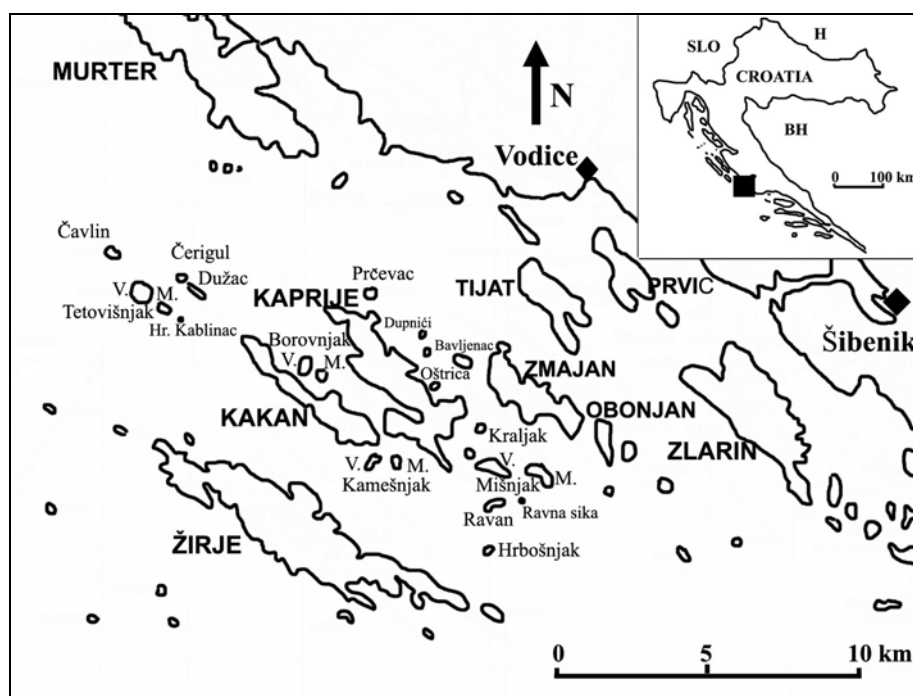 MURTER
N
Vodice
SLO
H
CROATIA
BH
0 100 km
Čavlin
Čerigul
Dužac
V.
M.
Tetovišnjak
Hr. Kablinac
Prčevac
KAPRIJE
TIJAT
PRVIC
Šibenik
Dupnići
Borovnjak
V.
M.
Bavljenac
Oštrica
ZMAJAN
KAKAN
OBONJAN
ZLARIN
Kraljak
V.
M.
Kamešnjak
V.
Mišnjak
M.
Ravan
Ravna sika
Hrbošnjak
ŽIRJE
0 5 10 km